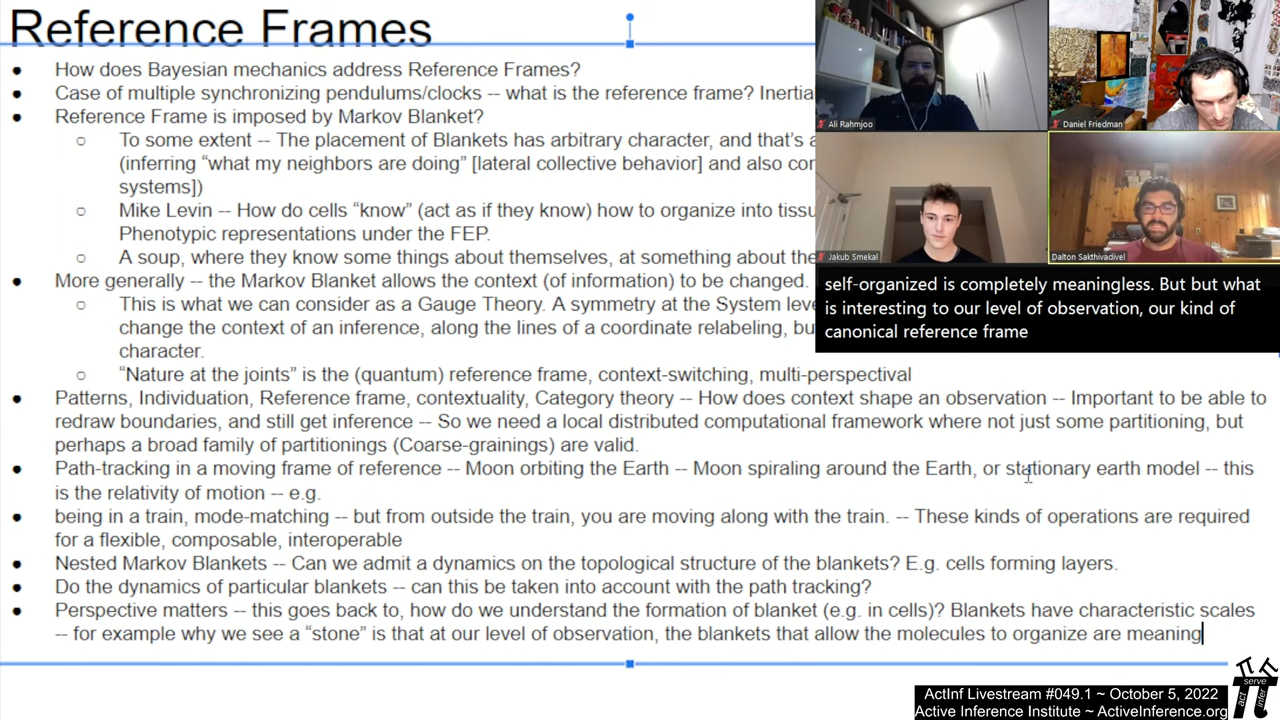 Reference Frames
● How does Bayesian mechanics address Reference Frames?
● Case of multiple synchronizing pendulums/clocks -- what is the reference frame? Inertia
● Reference Frame is imposed by Markov Blanket?
○ To some extent -- The placement of Blankets has arbitrary character, and that's a
(inferring “what my neighbors are doing” [lateral collective behavior] and also cor
systems])
○ Mike Levin -- How do cells “know” (act as if they know) how to organize into tissu
Phenotypic representations under the FEP.
○ A soup, where they know some things about themselves, at something about the
● More generally -- the Markov Blanket allows the context (of information) to be changed.
○ This is what we can consider as a Gauge Theory. A symmetry at the System leve
change the context of an inference, along the lines of a coordinate relabeling, bu
character.
○ “Nature at the joints” is the (quantum) reference frame, context-switching, multi-perspectival
● Patterns, Individuation, Reference frame, contextuality, Category theory -- How does context shape an observation -- Important to be able to
redraw boundaries, and still get inference -- So we need a local distributed computational framework where not just some partitioning, but
perhaps a broad family of partitionings (Coarse-grainings) are valid.
● Path-tracking in a moving frame of reference -- Moon orbiting the Earth -- Moon spiraling around the Earth, or stationary earth model -- this
is the relativity of motion -- e.g.
● being in a train, mode-matching -- but from outside the train, you are moving along with the train. -- These kinds of operations are required
for a flexible, composable, interoperable
● Nested Markov Blankets -- Can we admit a dynamics on the topological structure of the blankets? E.g. cells forming layers.
● Do the dynamics of particular blankets -- can this be taken into account with the path tracking?
● Perspective matters -- this goes back to, how do we understand the formation of blanket (e.g. in cells)? Blankets have characteristic scales
-- for example why we see a “stone” is that at our level of observation, the blankets that allow the molecules to organize are meaning
Ali Rahmjoo
Daniel Friedman
Jakub Smekal
Dalton Sakthivadivel
self-organized is completely meaningless. But but what
is interesting to our level of observation, our kind of
canonical reference frame
ActInf Livestream #049.1 ~ October 5, 2022
Active Inference Institute ~ ActiveInference.org
π π
serve
act
infer